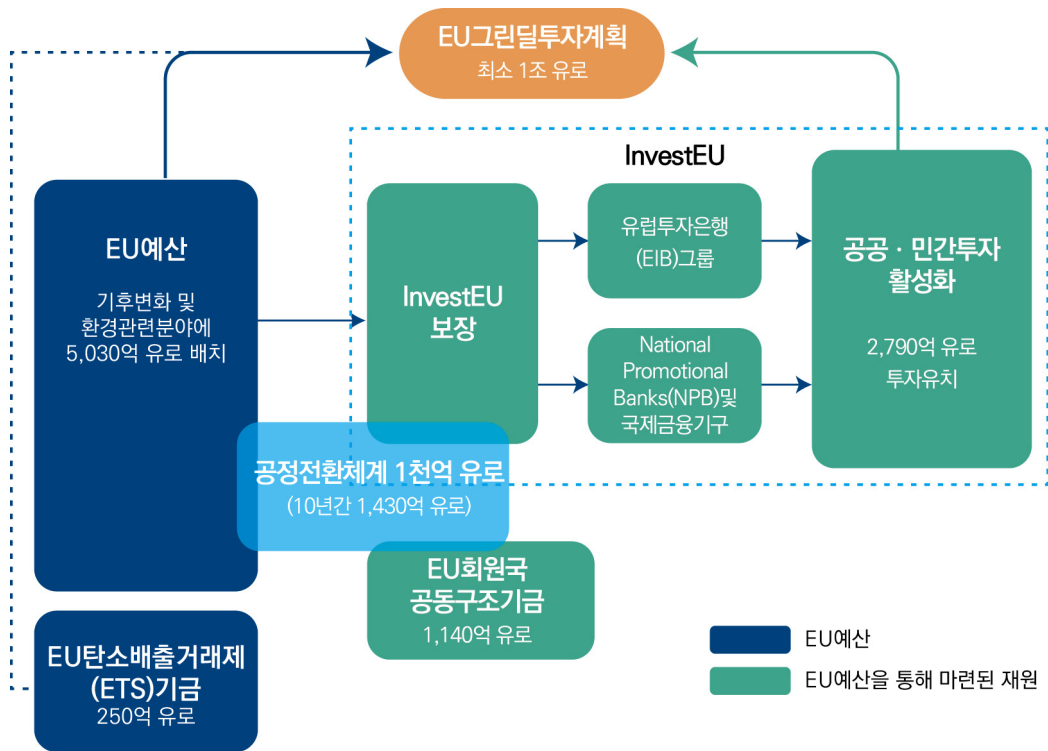 EU그린딜투자계획
최소 1조 유로
InvestEU
EU예산
기후변화 및
환경관련분야에
5,030억 유로 배치
InvestEU
보장
유럽투자은행
(EIB)그룹
National
Promotional
Banks(NPB)및
국제금융기구
공공 · 민간투자
활성화
2,790억 유로
투자유치
공정전환체계 1천억 유로
(10년간 1,430억 유로)
EU회원국
공동구조기금
1,140억 유로
EU탄소배출거래제
(ETS)기금
250억 유로
EU예산
EU예산을 통해 마련된 재원